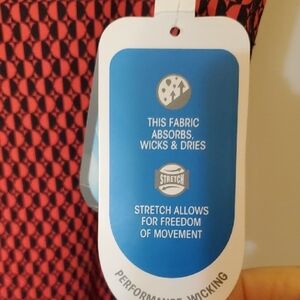 THIS FABRIC
ABSORBS,
WICKS & DRIES
STRETCH
STRETCH ALLOWS
FOR FREEDOM
OF MOVEMENT
PERFORMANCE WICKING